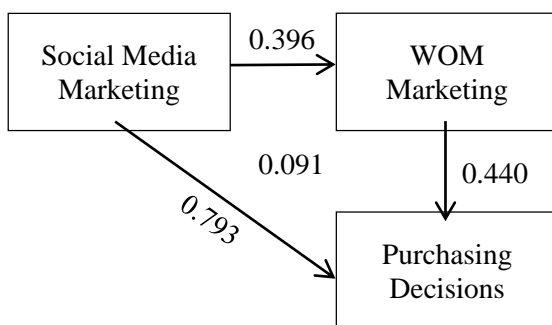 Social Media
Marketing
0.396
WOM
Marketing
0.091
0.440
0.793
Purchasing
Decisions